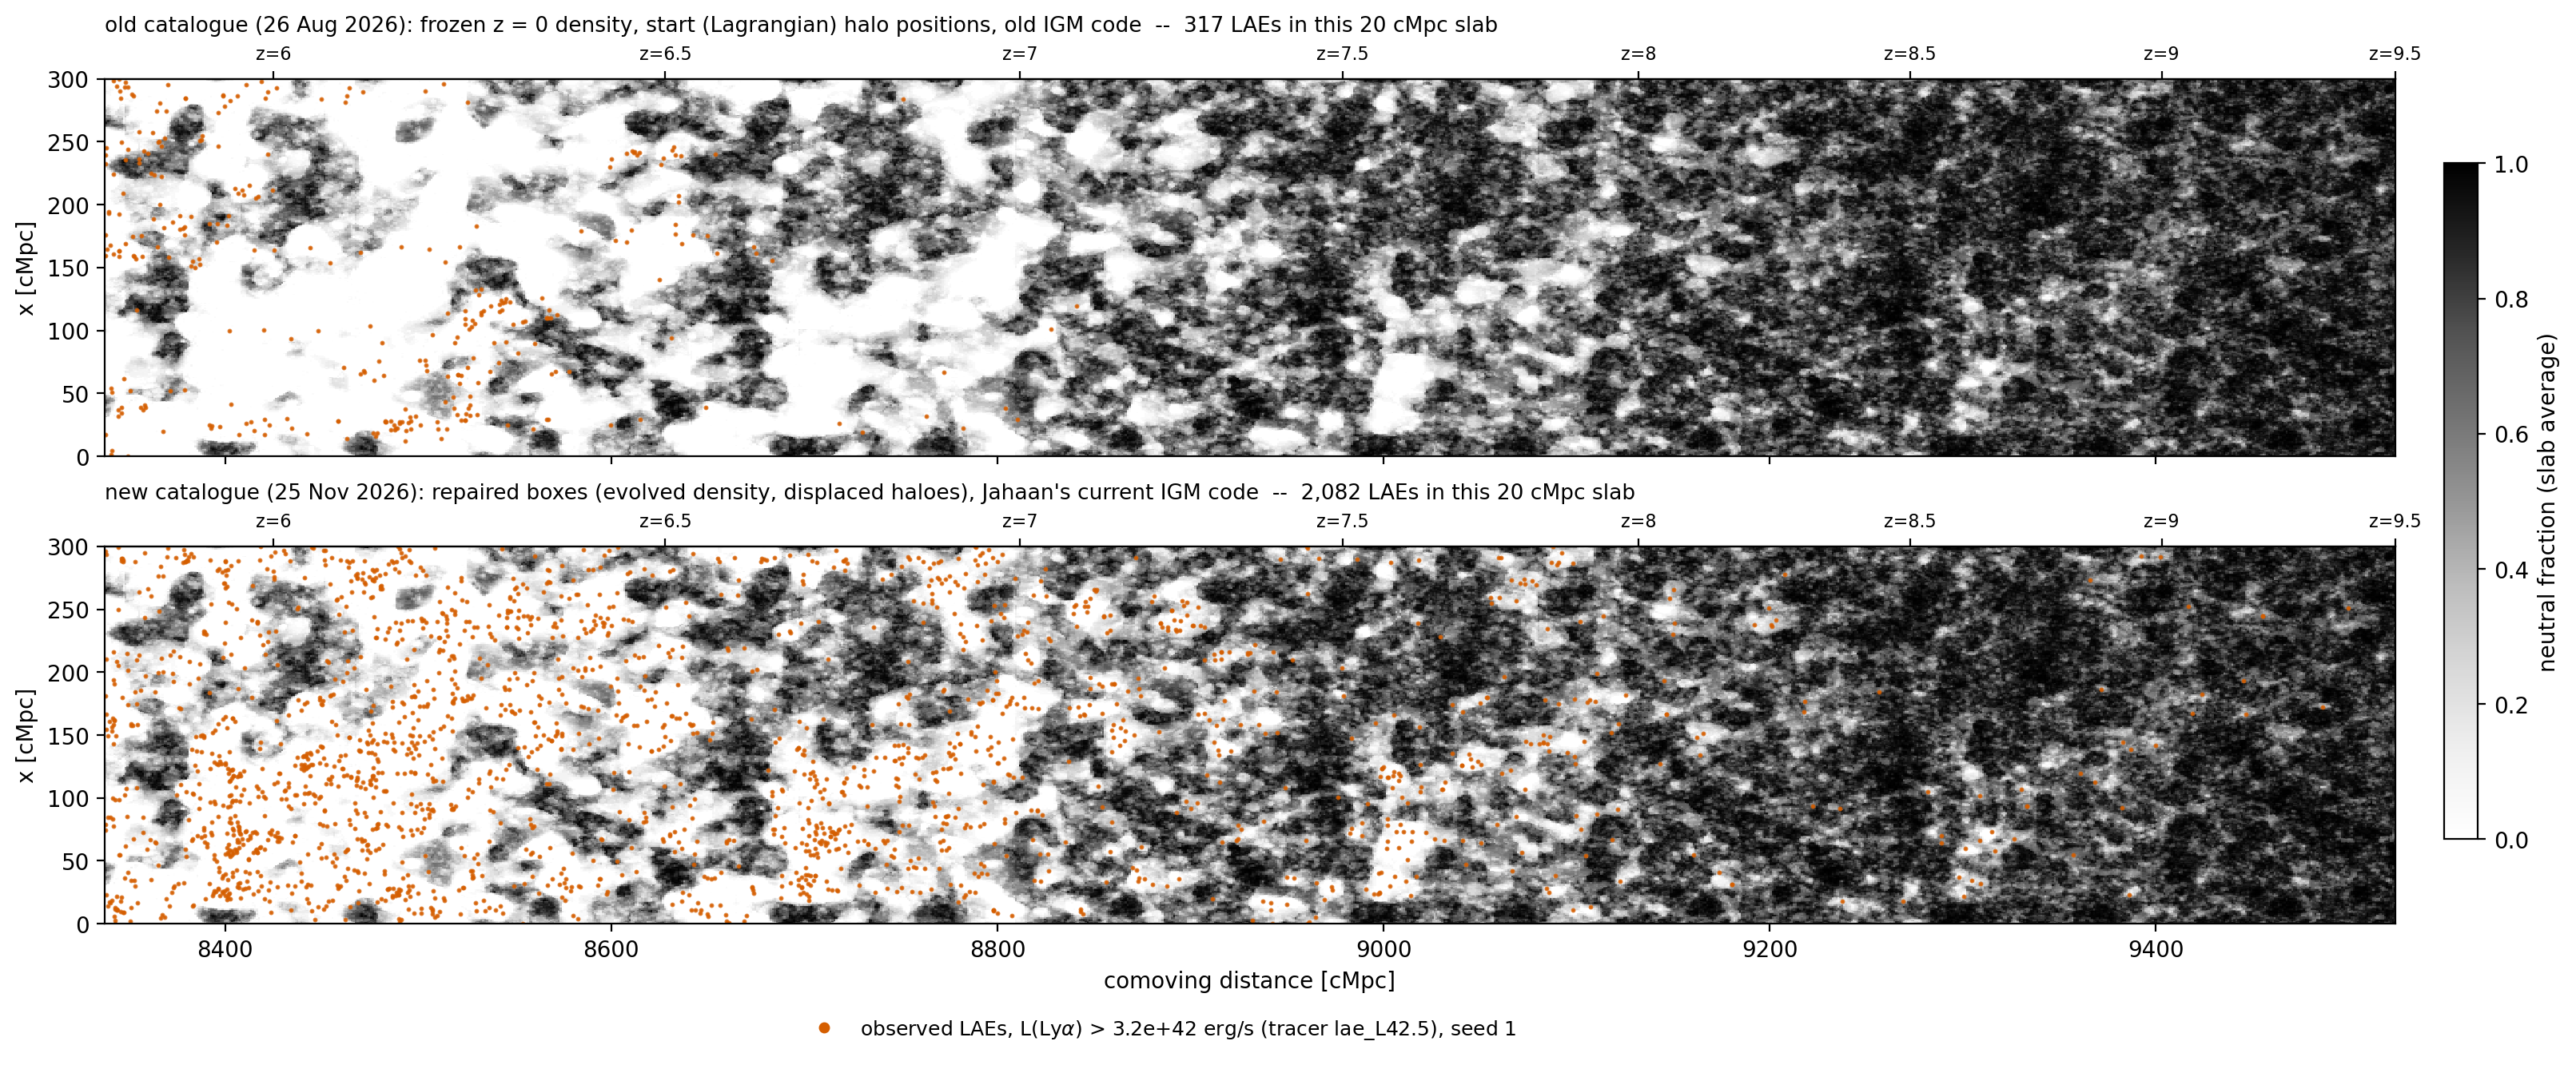 old catalogue (26 Aug 2026): frozen z = 0 density, start (Lagrangian) halo positions, old IGM code -- 317 LAEs in this 20 cMpc slab
z=6 z=6.5 z=7 z=7.5 z=8 z=8.5 z=9 z=9.5
300
250
200
150
100
50
0
x [cMpc]
new catalogue (25 Nov 2026): repaired boxes (evolved density, displaced haloes), Jahaan's current IGM code -- 2,082 LAEs in this 20 cMpc slab
z=6 z=6.5 z=7 z=7.5 z=8 z=8.5 z=9 z=9.5
300
250
200
150
100
50
0
x [cMpc]
8400 8600 8800 9000 9200 9400
comoving distance [cMpc]
observed LAEs, L(Lyα) > 3.2e+42 erg/s (tracer lae_L42.5), seed 1
1.0
0.8
0.6
0.4
0.2
0.0
neutral fraction (slab average)